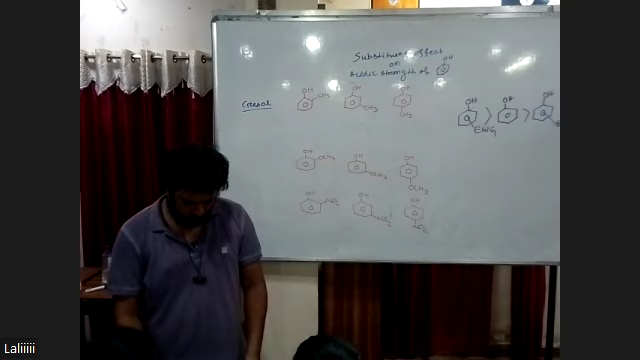 Substituent effect
on
Acidic strength of
OH
Cresol
OH CH3
OH CH3
OH CH3
OH EWG > OH > OH
OH OCH3
OH OCH3
OH OCH3
OH NO2
OH NO2
OH NO2
Laliiiii